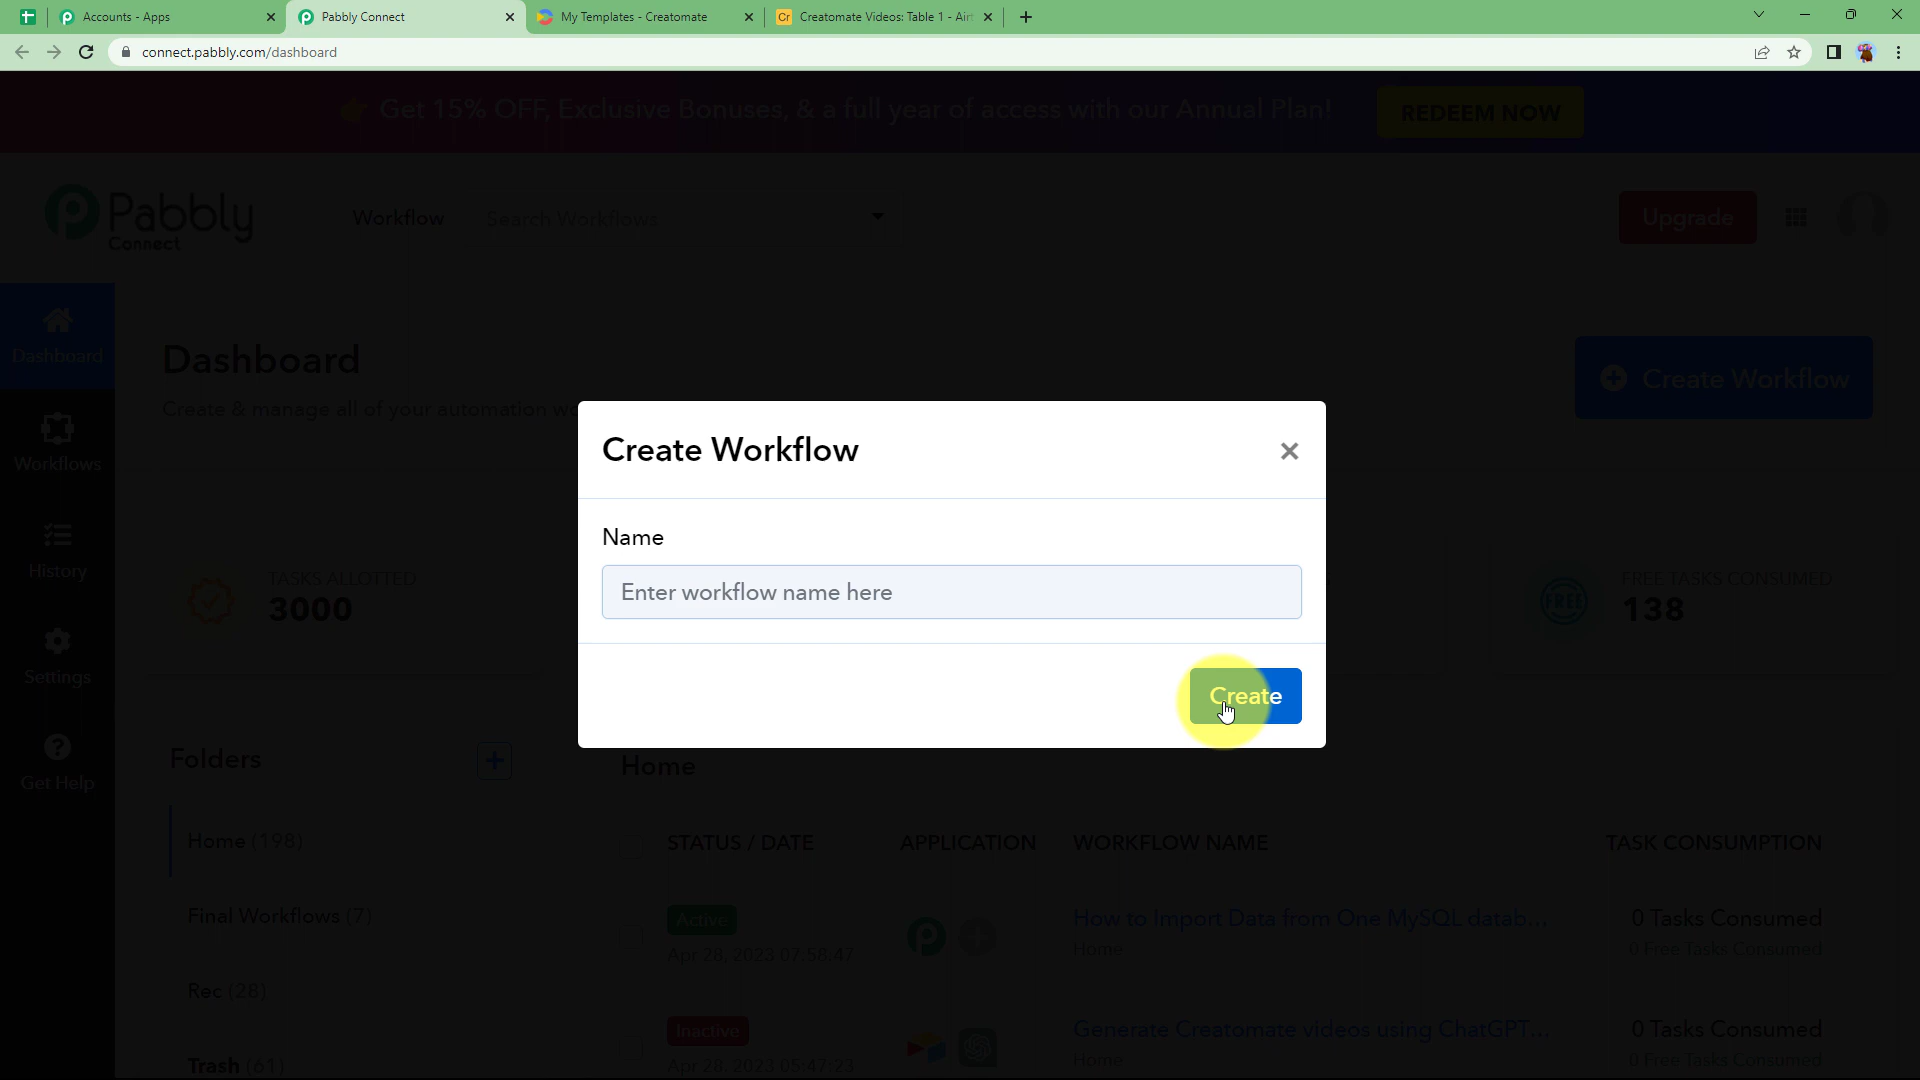 Accounts - Apps
Pabbly Connect
My Templates - Creatomate
Cr Creatomate Videos: Table 1 - Air
connect.pabbly.com/dashboard
Get 15% OFF, Exclusive Bonuses, & a full year of access with our Annual Plan!
REDEEM NOW
Pabbly
Connect
Workflow
Search Workflows
Upgrade
Dashboard
Workflows
History
Settings
Get Help
Dashboard
Create & manage all of your automation
Create Workflow
Create Workflow
Name
Enter workflow name here
Create
TASKS ALLOTTED
3000
FREE
FREE TASKS CONSUMED
138
Folders
Home (198)
Final Workflows (7)
Rec (28)
Trash (61)
Home
STATUS / DATE APPLICATION WORKFLOW NAME TASK CONSUMPTION
Active
Apr 28, 2023 07:58:47
How to Import Data from One MySQL datab...
Home
0 Tasks Consumed
0 Free Tasks Consumed
Inactive
Apr 28, 2023 05:47:23
Generate Creatomate videos using ChatGPT...
Home
0 Tasks Consumed
0 Free Tasks Consumed